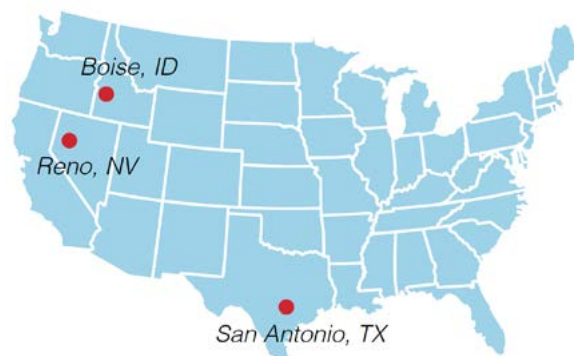 Boise, ID
Reno, NV
San Antonio, TX